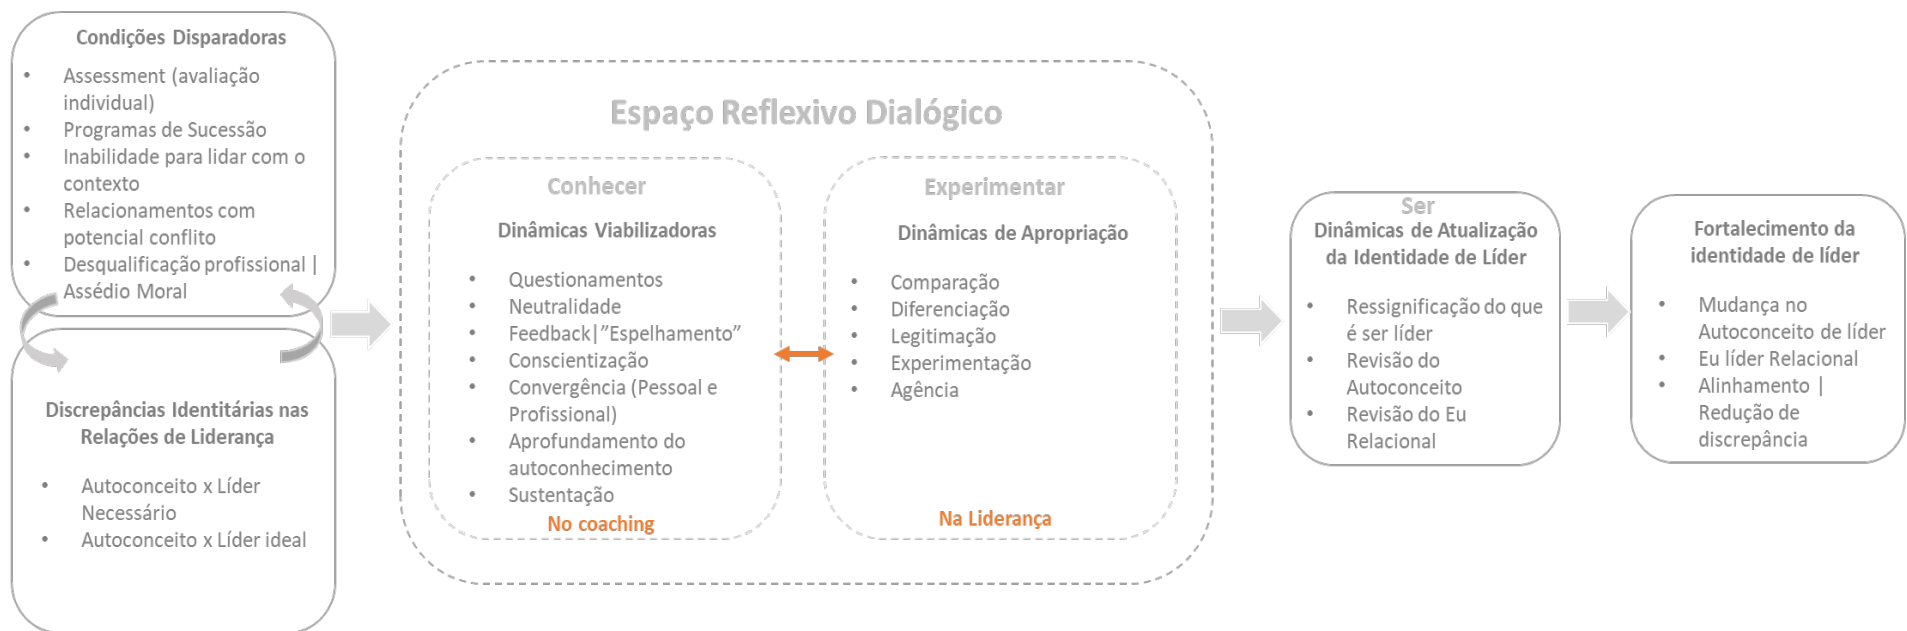 Condições Disparadoras
• Assessment (avaliação
individual)
• Programas de Sucessão
• Inabilidade para lidar com o
contexto
• Relacionamentos com
potencial conflito
• Desqualificação profissional |
Assédio Moral
Discrepâncias Identitárias nas
Relações de Liderança
• Autoconceito x Líder
Necessário
• Autoconceito x Líder ideal
Espaço Reflexivo Dialógico
Conhecer
Dinâmicas Viabilizadoras
• Questionamentos
• Neutralidade
• Feedback|”Espelhamento”
• Conscientização
• Convergência (Pessoal e
Profissional)
• Aprofundamento do
autoconhecimento
• Sustentação
No coaching
Experimentar
Dinâmicas de Apropriação
• Comparação
• Diferenciação
• Legitimação
• Experimentação
• Agência
Na Liderança
Ser
Dinâmicas de Atualização
da Identidade de Líder
• Ressignificação do que
é ser líder
• Revisão do
Autoconceito
• Revisão do Eu
Relacional
Fortalecimento da
identidade de líder
• Mudança no
Autoconceito de líder
• Eu líder Relacional
• Alinhamento |
Redução de
discrepância